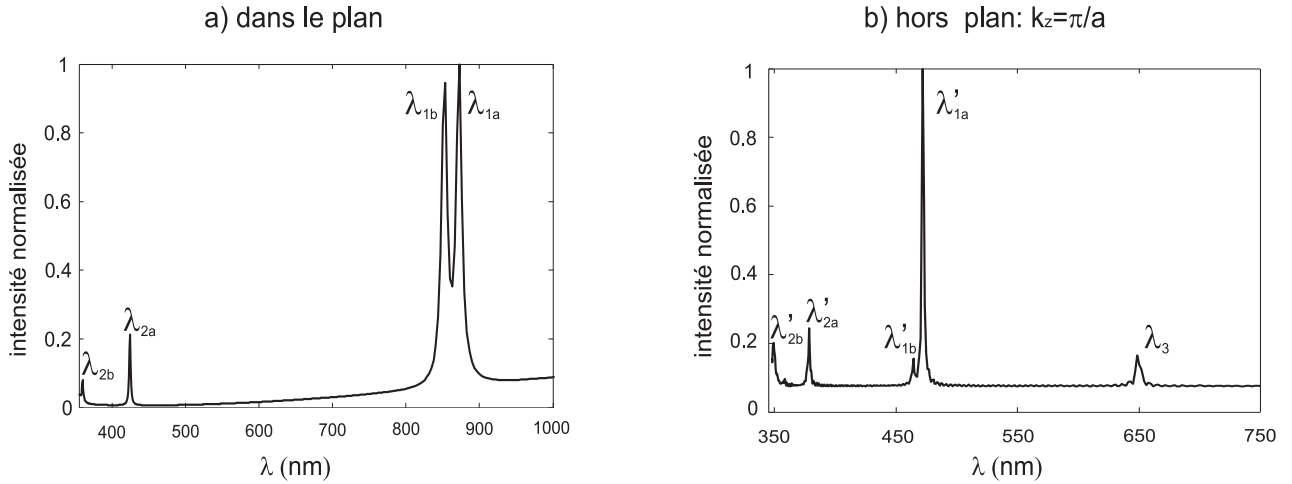 a) dans le plan
intensité normalisée
1
0.8
0.6
0.4
0.2
0
λ1b
λ1a
λ2a
λ2b
400 500 600 700 800 900 1000
λ (nm)
b) hors plan: kz=π/a
intensité normalisée
1
0.8
0.6
0.4
0.2
0
λ'1a
λ'2b
λ'2a
λ'1b
λ3
350 450 550 650 750
λ (nm)